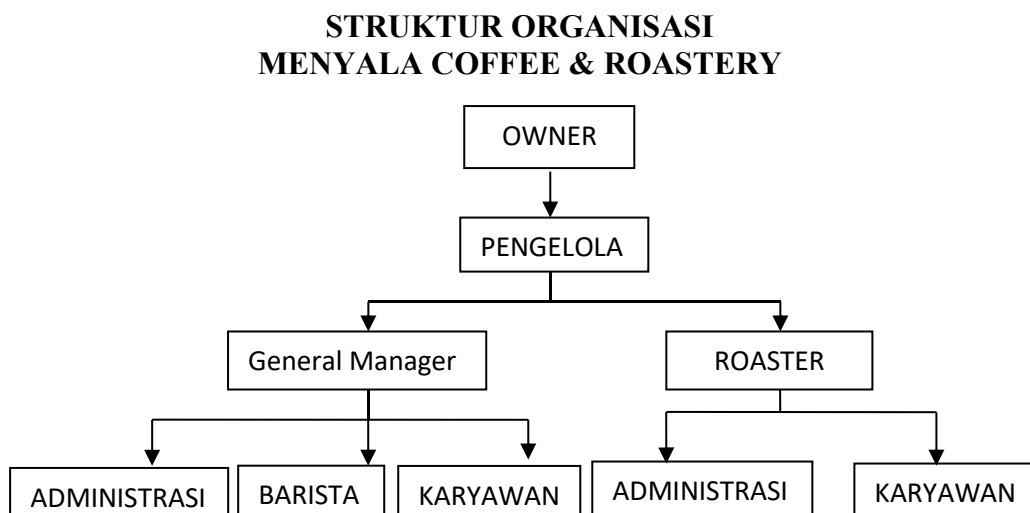 STRUKTUR ORGANISASI
MENYALA COFFEE & ROASTERY
OWNER
PENGELOLA
General Manager
ROASTER
ADMINISTRASI
BARISTA
KARYAWAN
ADMINISTRASI
KARYAWAN